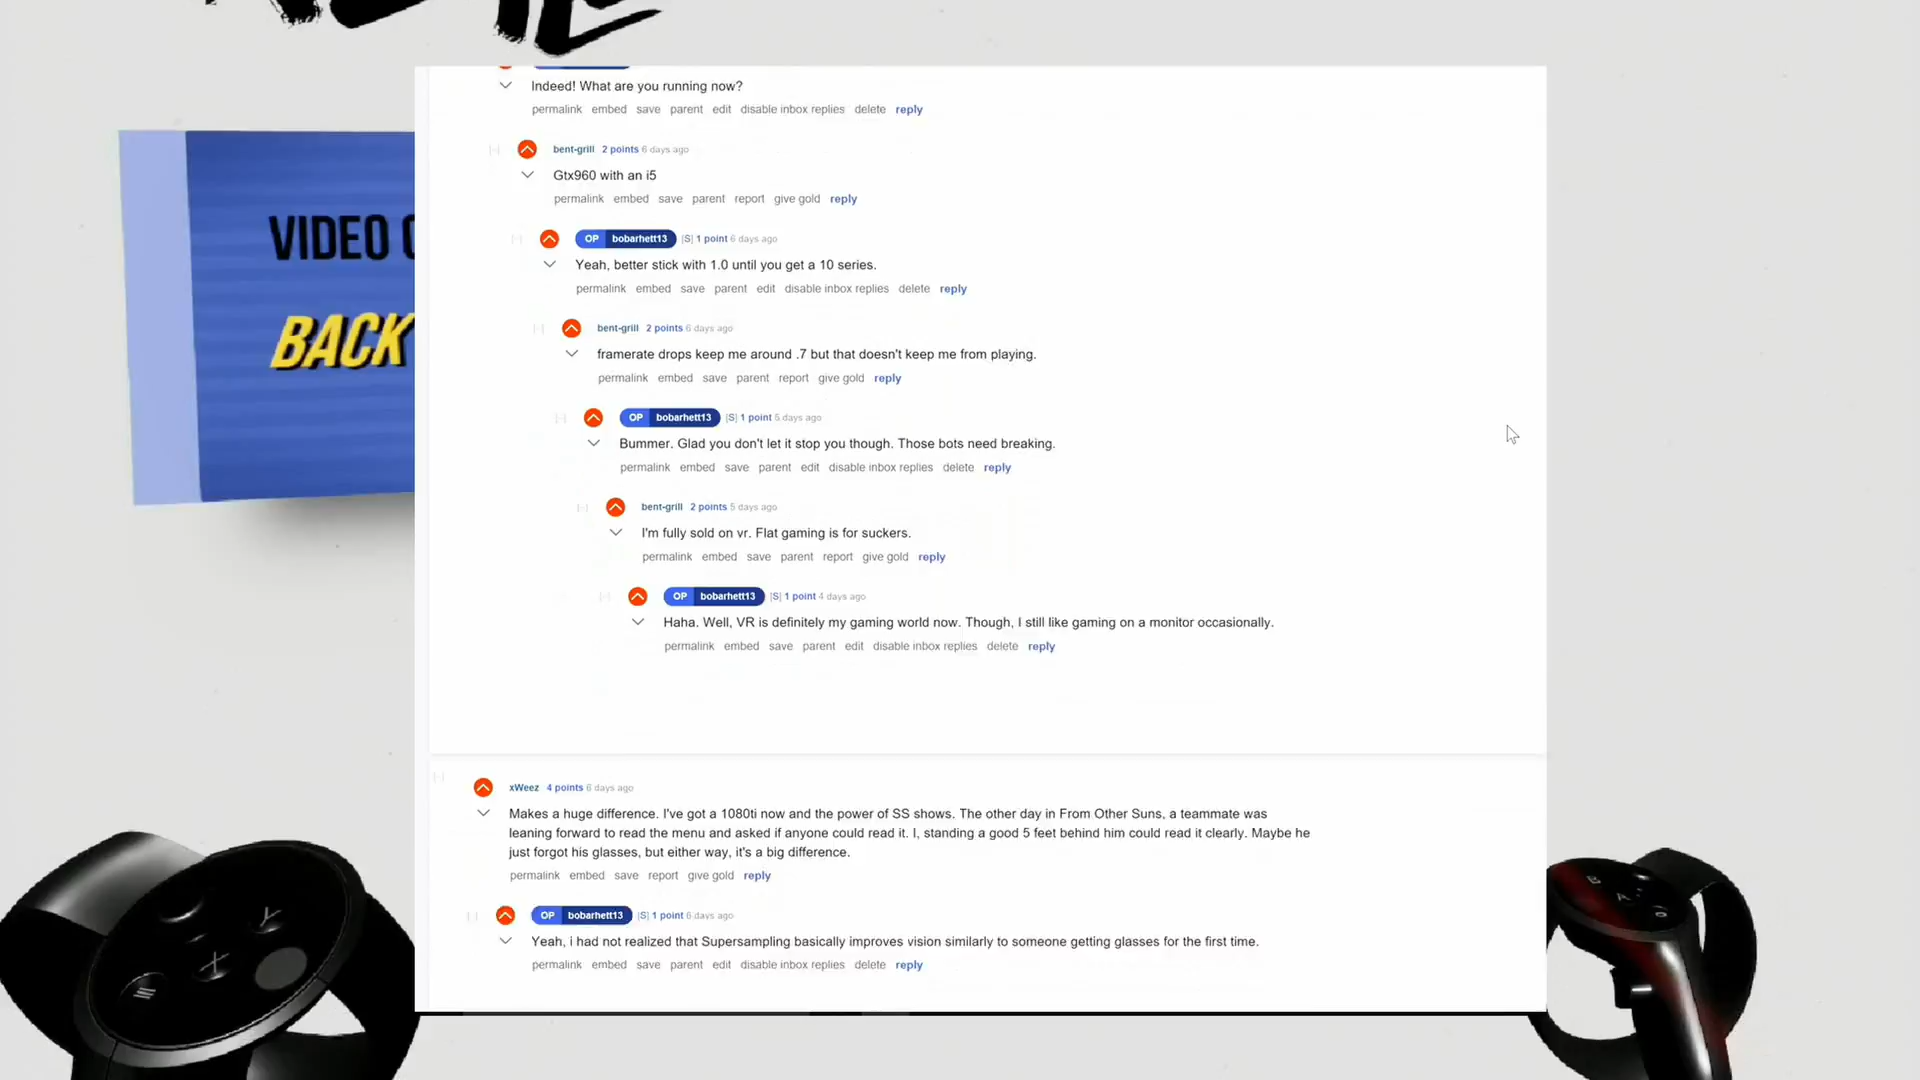 Indeed! What are you running now?
permalink embed save parent edit disable inbox replies delete reply
[-] bent-grill 2 points 6 days ago
Gtx960 with an i5
permalink embed save parent report give gold reply
[-] OP bobarhett13 [S] 1 point 6 days ago
Yeah, better stick with 1.0 until you get a 10 series.
permalink embed save parent edit disable inbox replies delete reply
[-] bent-grill 2 points 6 days ago
framerate drops keep me around .7 but that doesn't keep me from playing.
permalink embed save parent report give gold reply
[-] OP bobarhett13 [S] 1 point 5 days ago
Bummer. Glad you don't let it stop you though. Those bots need breaking.
permalink embed save parent edit disable inbox replies delete reply
[-] bent-grill 2 points 5 days ago
I'm fully sold on vr. Flat gaming is for suckers.
permalink embed save parent report give gold reply
[-] OP bobarhett13 [S] 1 point 4 days ago
Haha. Well, VR is definitely my gaming world now. Though, I still like gaming on a monitor occasionally.
permalink embed save parent edit disable inbox replies delete reply
[-] xWeez 4 points 6 days ago
Makes a huge difference. I've got a 1080ti now and the power of SS shows. The other day in From Other Suns, a teammate was
leaning forward to read the menu and asked if anyone could read it. I, standing a good 5 feet behind him could read it clearly. Maybe he
just forgot his glasses, but either way, it's a big difference.
permalink embed save report give gold reply
[-] OP bobarhett13 [S] 1 point 6 days ago
Yeah, i had not realized that Supersampling basically improves vision similarly to someone getting glasses for the first time.
permalink embed save parent edit disable inbox replies delete reply
VIDEO
BACK
Y
X
B
A